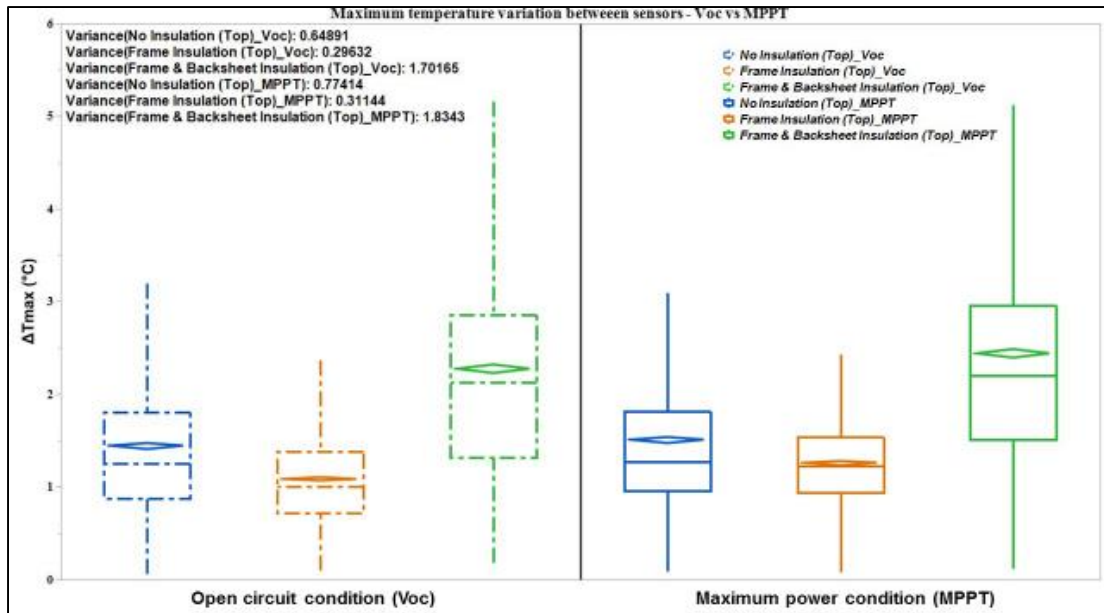 Maximum temperature variation betweeen sensors - Voc vs MPPT
6
Variance(No Insulation (Top)_Voc): 0.64891
Variance(Frame Insulation (Top)_Voc): 0.29632
Variance(Frame & Backsheet Insulation (Top)_Voc): 1.70165
Variance(No Insulation (Top)_MPPT): 0.77414
Variance(Frame Insulation (Top)_MPPT): 0.31144
Variance(Frame & Backsheet Insulation (Top)_MPPT): 1.8343
No Insulation (Top)_Voc
Frame Insulation (Top)_Voc
Frame & Backsheet Insulation (Top)_Voc
No Insulation (Top)_MPPT
Frame Insulation (Top)_MPPT
Frame & Backsheet Insulation (Top)_MPPT
5
4
3
2
1
0
ΔTmax (°C)
Open circuit condition (Voc)
Maximum power condition (MPPT)